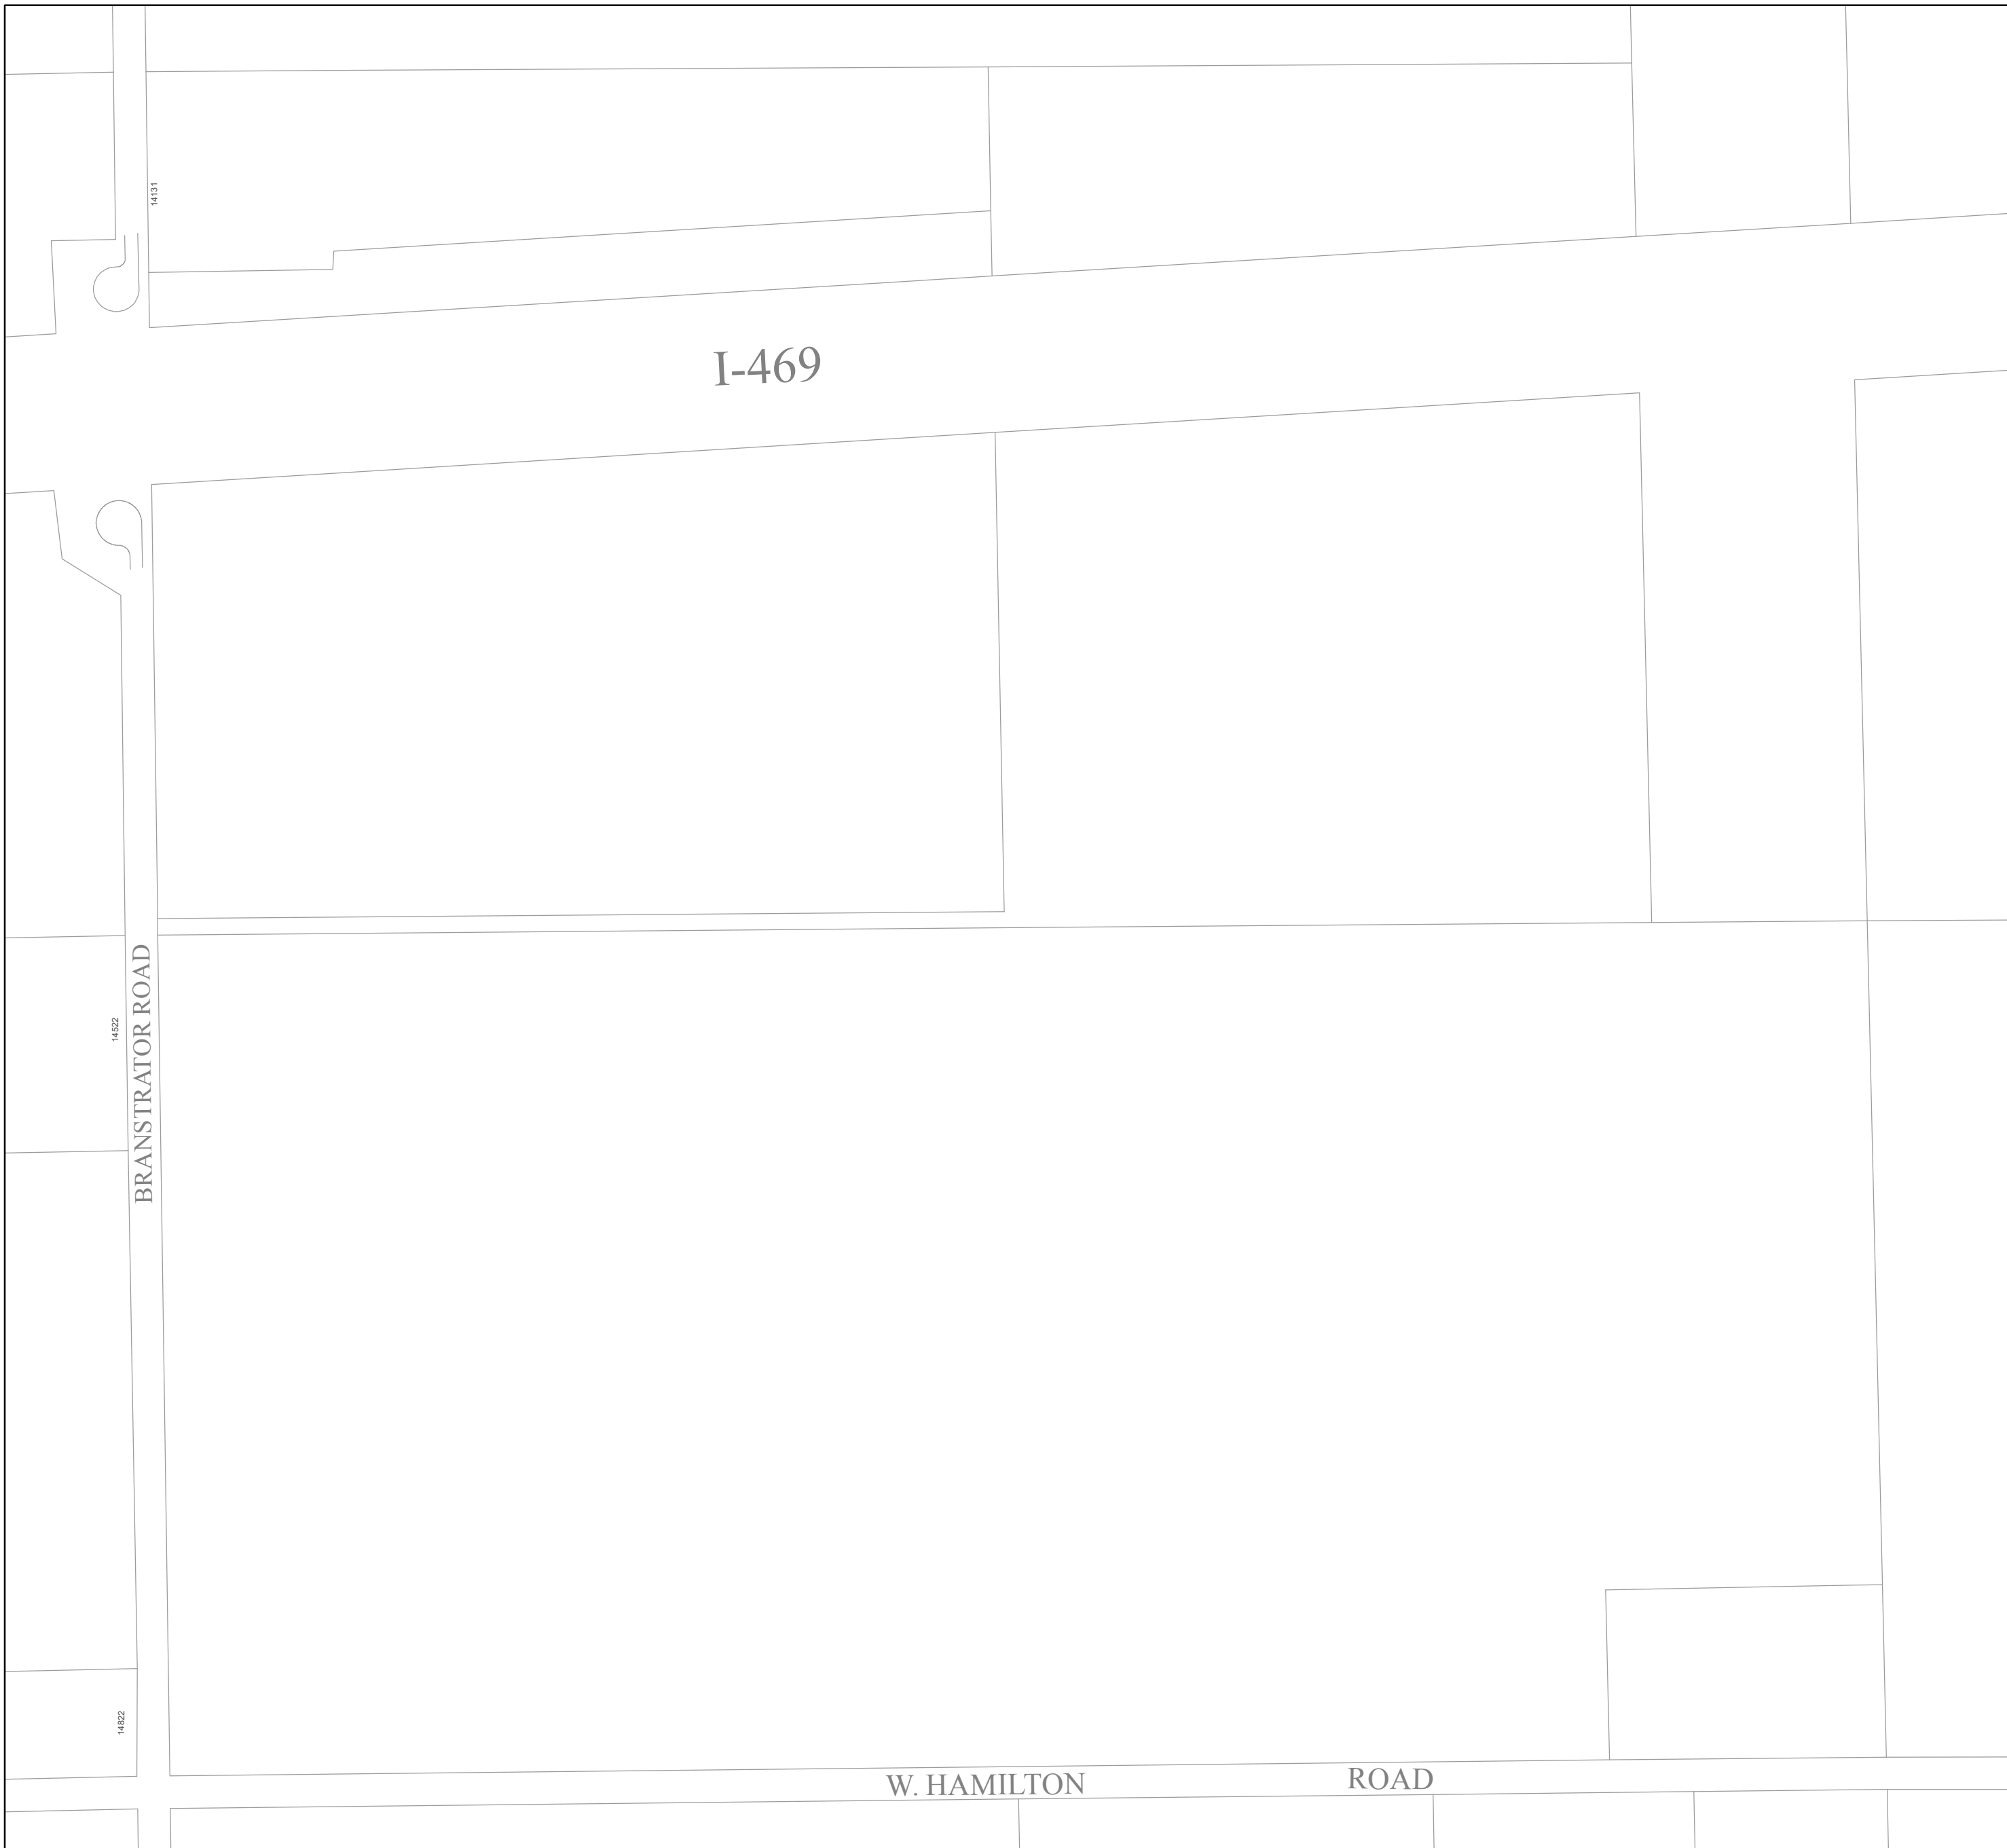 14131
I-469
BRANSTRATOR ROAD
14522
14822
W. HAMILTON ROAD